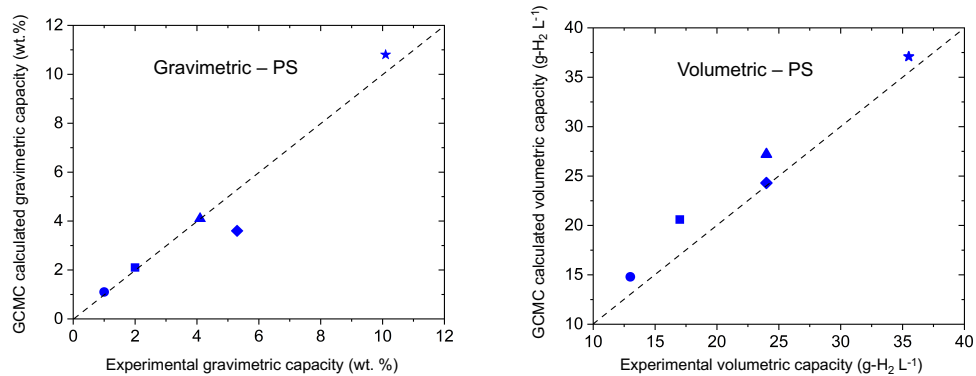 GCMC calculated gravimetric capacity (wt. %)
12
10
8
6
4
2
0
Gravimetric – PS
0 2 4 6 8 10 12
Experimental gravimetric capacity (wt. %)
GCMC calculated volumetric capacity (g-H₂ L⁻¹)
40
35
30
25
20
15
10
Volumetric – PS
10 15 20 25 30 35 40
Experimental volumetric capacity (g-H₂ L⁻¹)